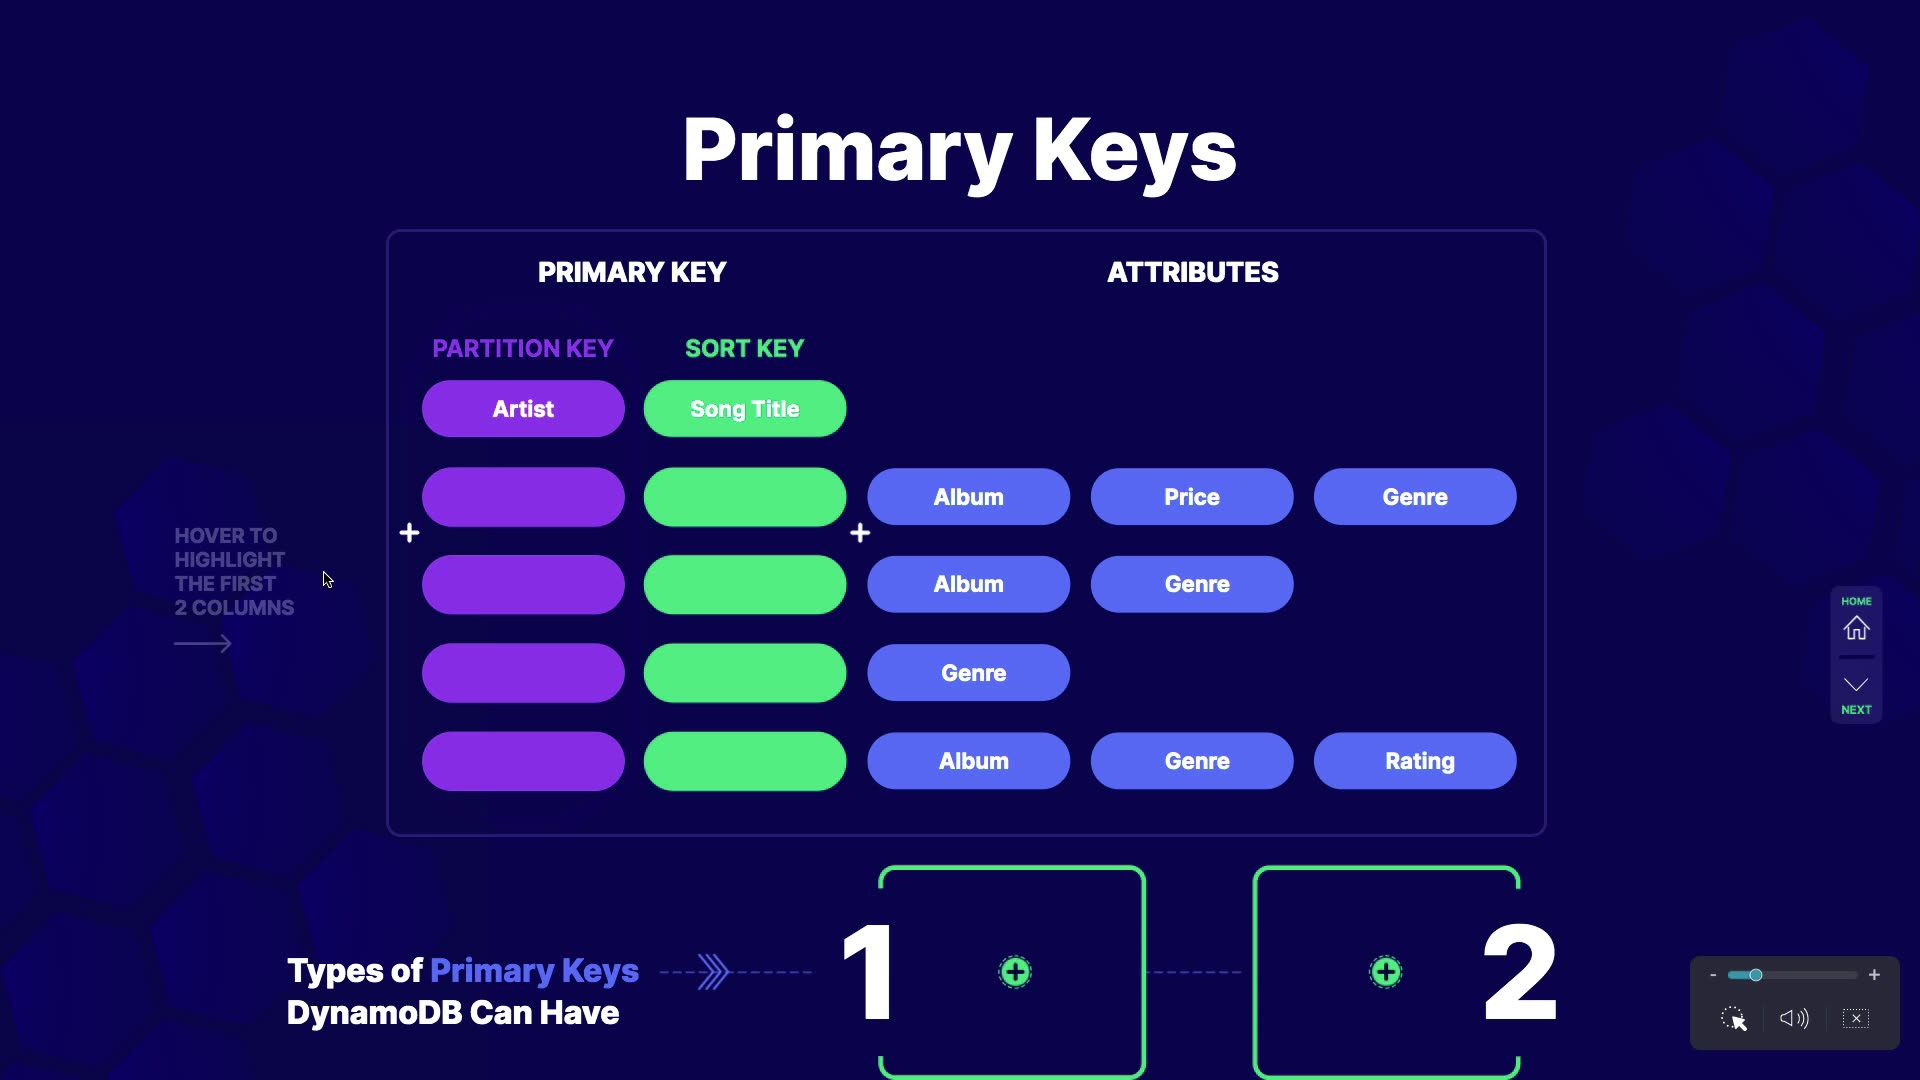 Primary Keys
PRIMARY KEY
ATTRIBUTES
PARTITION KEY
SORT KEY
Artist
Song Title
Album
Price
Genre
Album
Genre
Genre
Album
Genre
Rating
HOVER TO
HIGHLIGHT
THE FIRST
2 COLUMNS
HOME
NEXT
Types of Primary Keys
DynamoDB Can Have
1
2